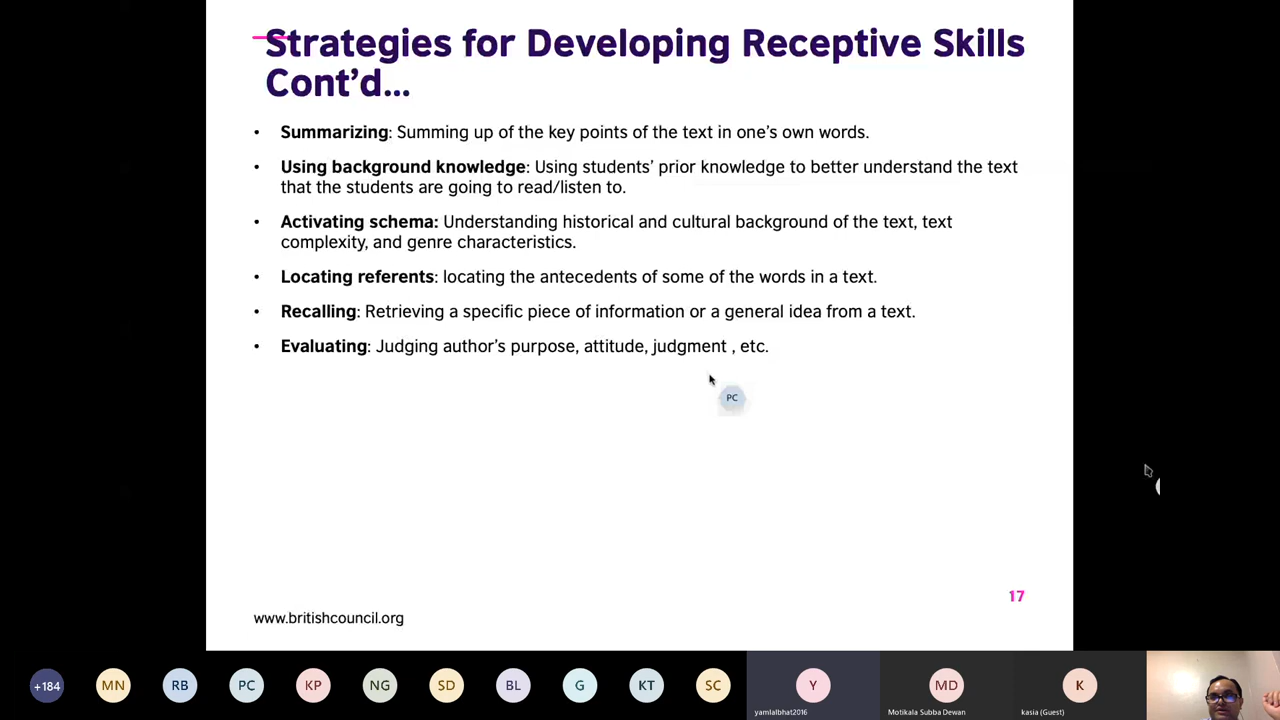 Strategies for Developing Receptive Skills
Cont’d…
• Summarizing: Summing up of the key points of the text in one’s own words.
• Using background knowledge: Using students’ prior knowledge to better understand the text
that the students are going to read/listen to.
• Activating schema: Understanding historical and cultural background of the text, text
complexity, and genre characteristics.
• Locating referents: locating the antecedents of some of the words in a text.
• Recalling: Retrieving a specific piece of information or a general idea from a text.
• Evaluating: Judging author’s purpose, attitude, judgment , etc.
PC
17
www.britishcouncil.org
+184 MN RB PC KP NG SD BL G KT SC Y MD K
yamlalbhat2016 Motikala Subba Dewan kasia (Guest)